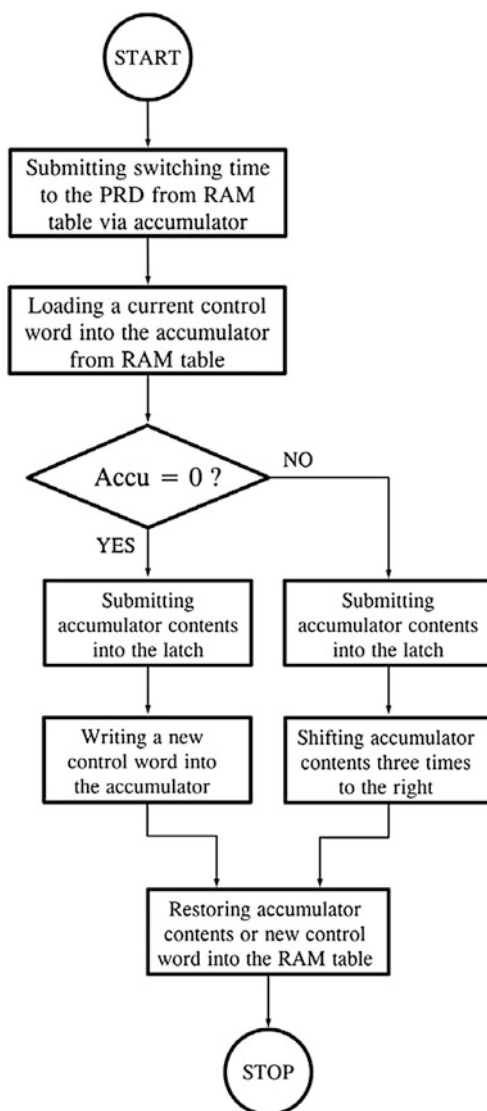 START
Submitting switching time
to the PRD from RAM
table via accumulator
Loading a current control
word into the accumulator
from RAM table
Accu = 0 ?
NO
YES
Submitting
accumulator contents
into the latch
Submitting
accumulator contents
into the latch
Writing a new
control word into
the accumulator
Shifting accumulator
contents three times
to the right
Restoring accumulator
contents or new control
word into the RAM table
STOP